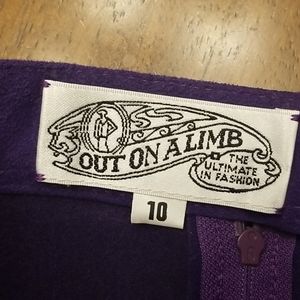 OUT ON A LIMB
THE
ULTIMATE
IN FASHION
10